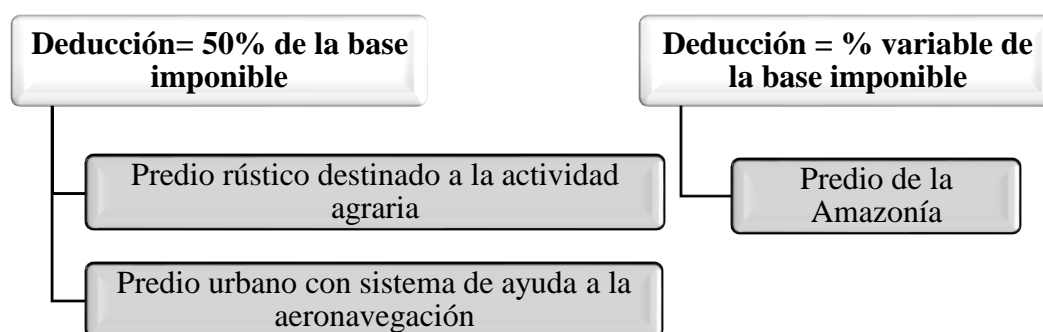 Deducción= 50% de la base
imponible
Predio rústico destinado a la actividad
agraria
Predio urbano con sistema de ayuda a la
aeronavegación
Deducción = % variable de
la base imponible
Predio de la
Amazonía